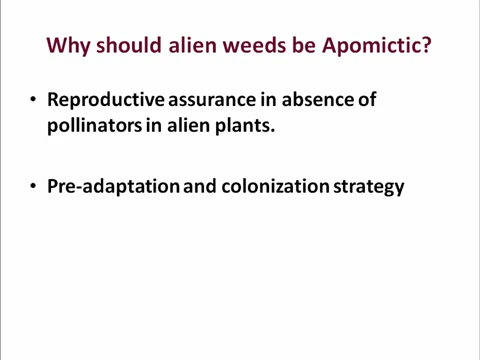 Why should alien weeds be Apomictic?
• Reproductive assurance in absence of
pollinators in alien plants.
• Pre-adaptation and colonization strategy